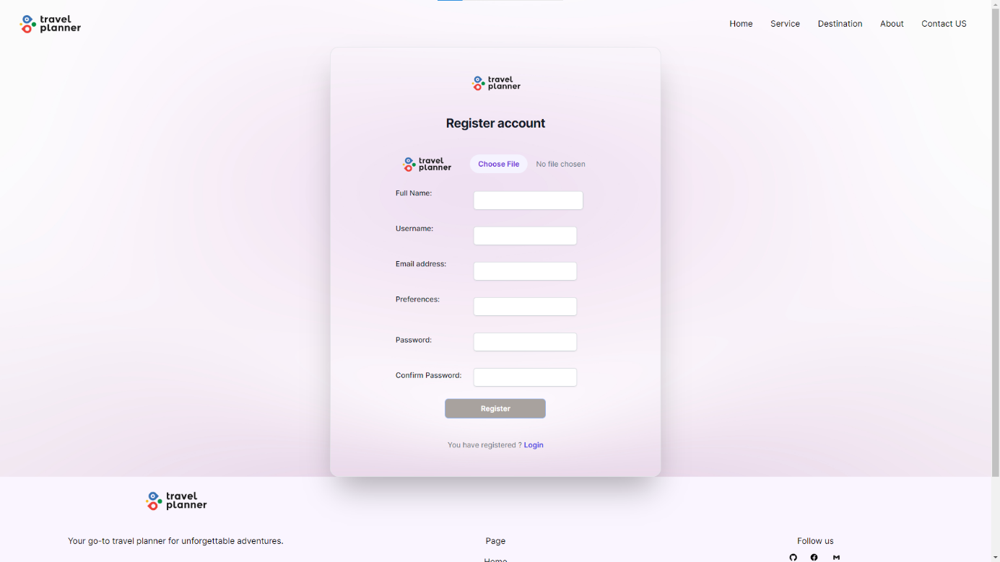 travel
planner
Home Service Destination About Contact US
travel
planner
Register account
travel
planner
Choose File No file chosen
Full Name:
Username:
Email address:
Preferences:
Password:
Confirm Password:
Register
You have registered ? Login
travel
planner
Your go-to travel planner for unforgettable adventures.
Page
Follow us
Home